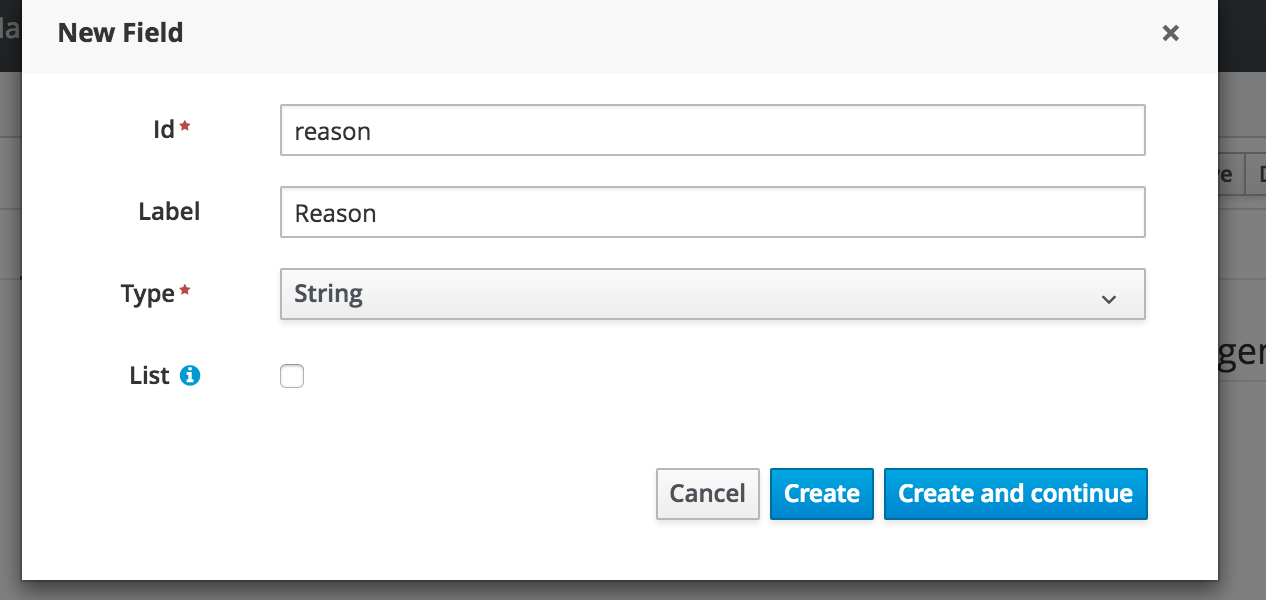 New Field
Id *
reason
Label
Reason
Type *
String
List
Cancel
Create
Create and continue